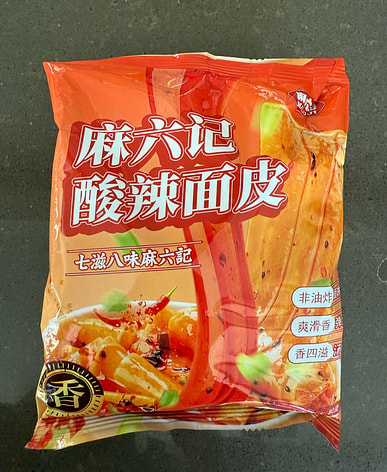 麻六记
酸辣面皮
七滋八味麻六記
非油炸
爽滑香
香四溢
香